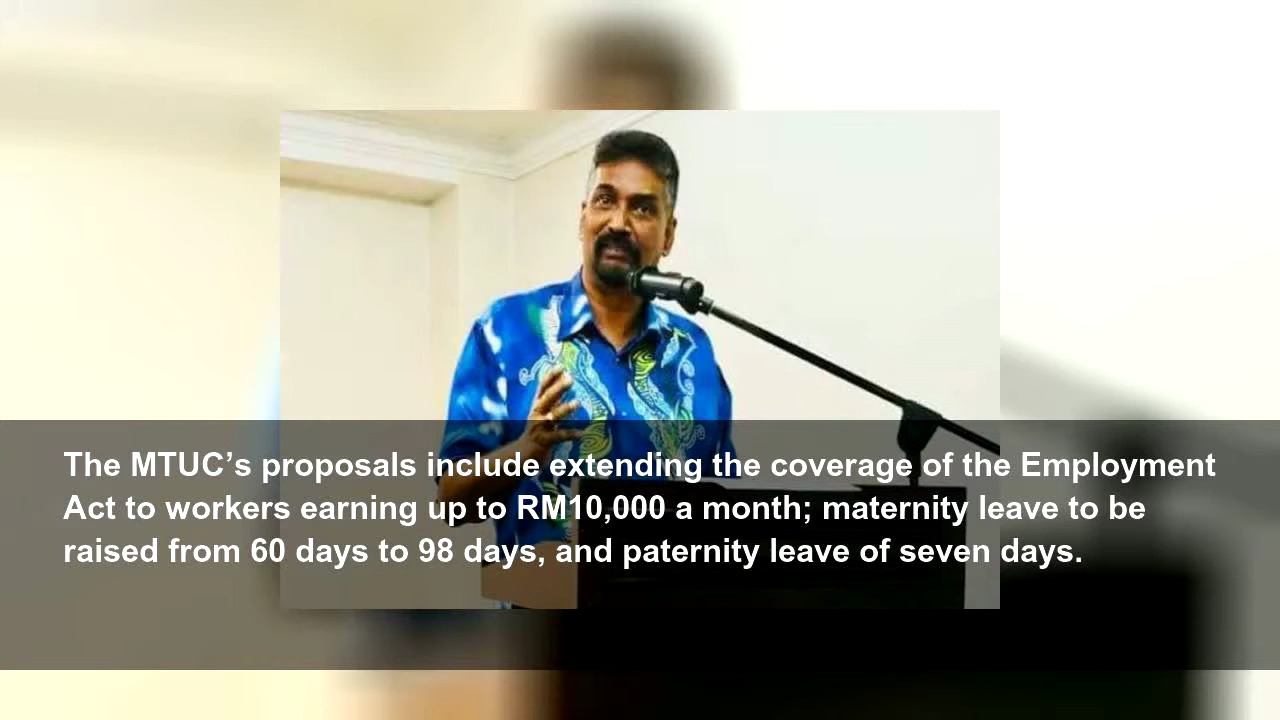 The MTUC’s proposals include extending the coverage of the Employment
Act to workers earning up to RM10,000 a month; maternity leave to be
raised from 60 days to 98 days, and paternity leave of seven days.